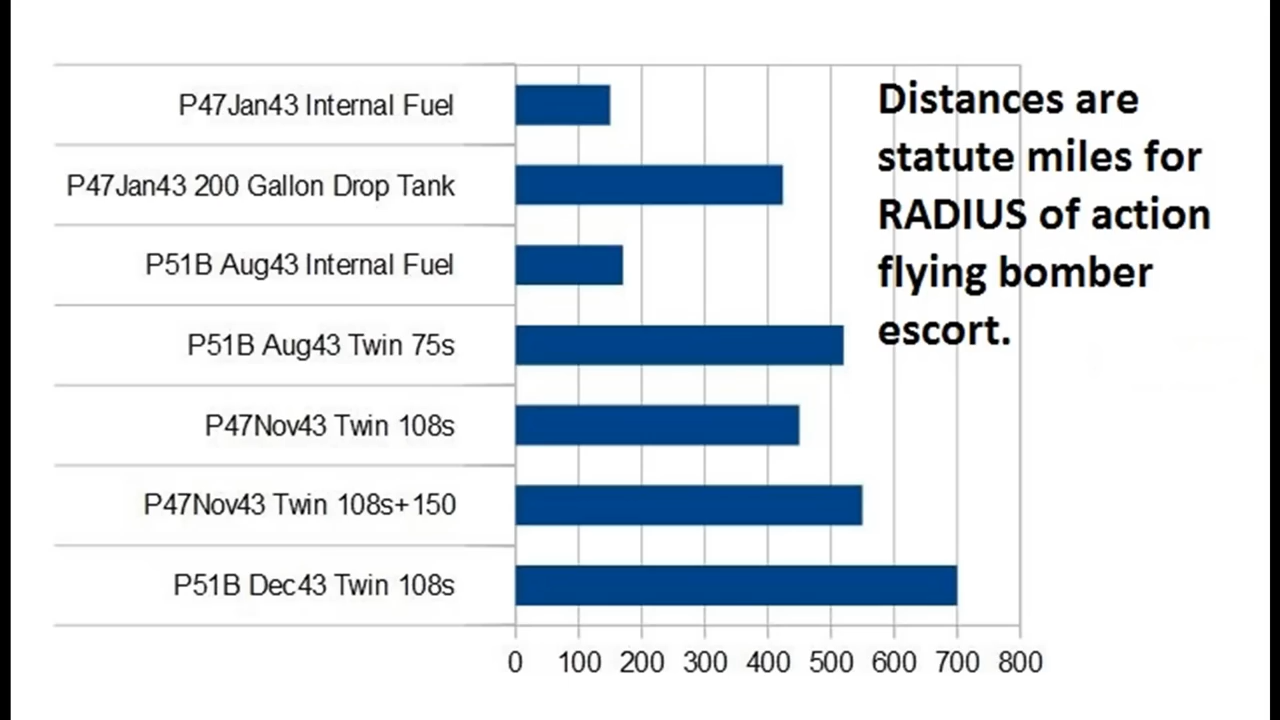 P47Jan43 Internal Fuel
P47Jan43 200 Gallon Drop Tank
P51B Aug43 Internal Fuel
P51B Aug43 Twin 75s
P47Nov43 Twin 108s
P47Nov43 Twin 108s+150
P51B Dec43 Twin 108s
0 100 200 300 400 500 600 700 800
Distances are
statute miles for
RADIUS of action
flying bomber
escort.